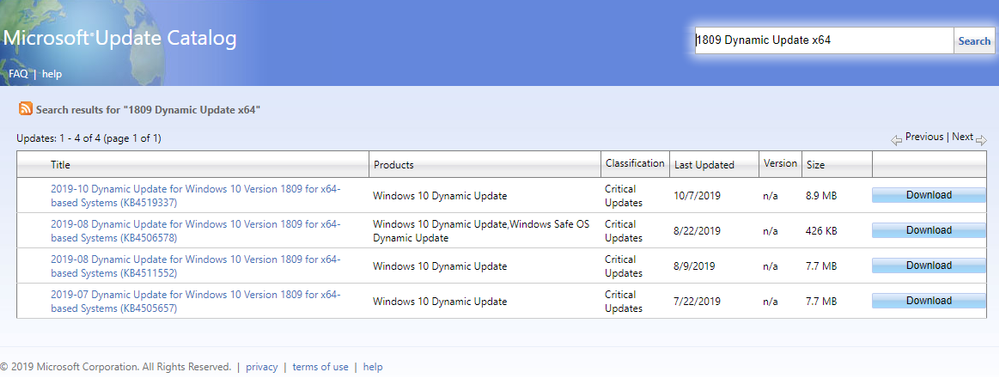 Microsoft Update Catalog
1809 Dynamic Update x64
Search
FAQ | help
Search results for "1809 Dynamic Update x64"
Updates: 1 - 4 of 4 (page 1 of 1)
Previous | Next
Title Products Classification Last Updated Version Size
2019-10 Dynamic Update for Windows 10 Version 1809 for x64-
based Systems (KB4519337)
Windows 10 Dynamic Update
Critical
Updates
10/7/2019
n/a
8.9 MB
Download
2019-08 Dynamic Update for Windows 10 Version 1809 for x64-
based Systems (KB4506578)
Windows 10 Dynamic Update,Windows Safe OS
Dynamic Update
Critical
Updates
8/22/2019
n/a
426 KB
Download
2019-08 Dynamic Update for Windows 10 Version 1809 for x64-
based Systems (KB4511552)
Windows 10 Dynamic Update
Critical
Updates
8/9/2019
n/a
7.7 MB
Download
2019-07 Dynamic Update for Windows 10 Version 1809 for x64-
based Systems (KB4505657)
Windows 10 Dynamic Update
Critical
Updates
7/22/2019
n/a
7.7 MB
Download
© 2019 Microsoft Corporation. All Rights Reserved. | privacy | terms of use | help